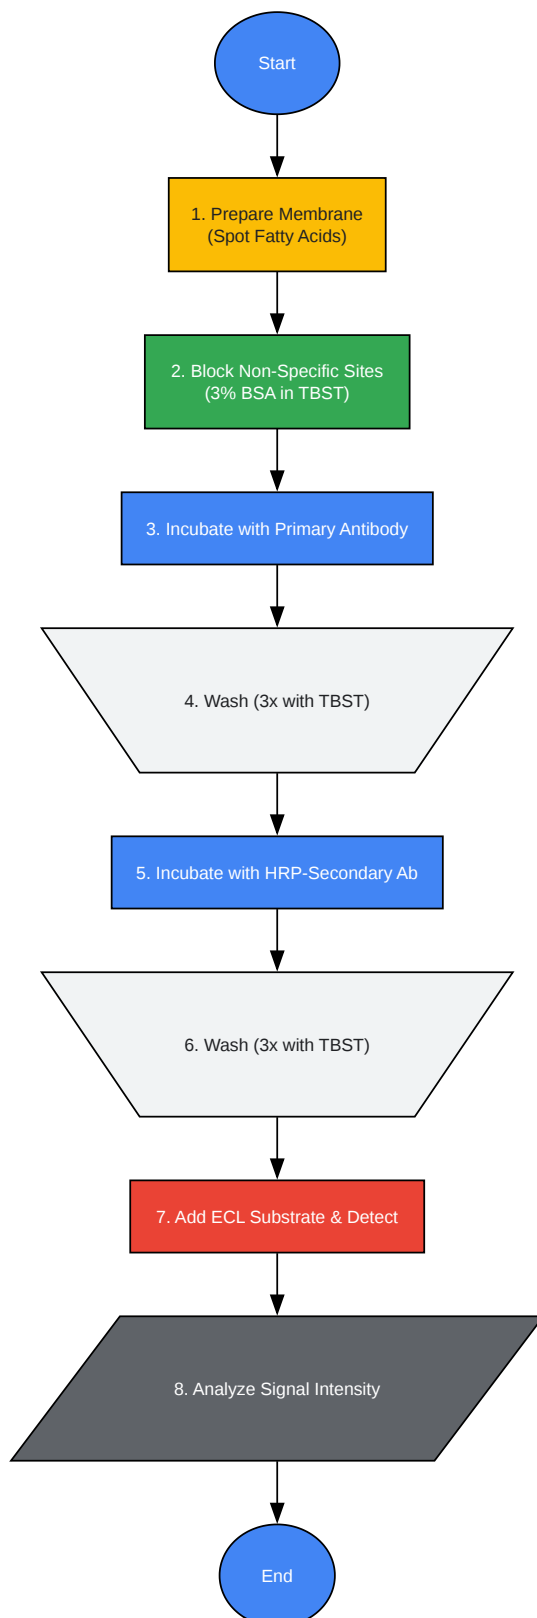 Start
1. Prepare Membrane
(Spot Fatty Acids)
2. Block Non-Specific Sites
(3% BSA in TBST)
3. Incubate with Primary Antibody
4. Wash (3x with TBST)
5. Incubate with HRP-Secondary Ab
6. Wash (3x with TBST)
7. Add ECL Substrate & Detect
8. Analyze Signal Intensity
End